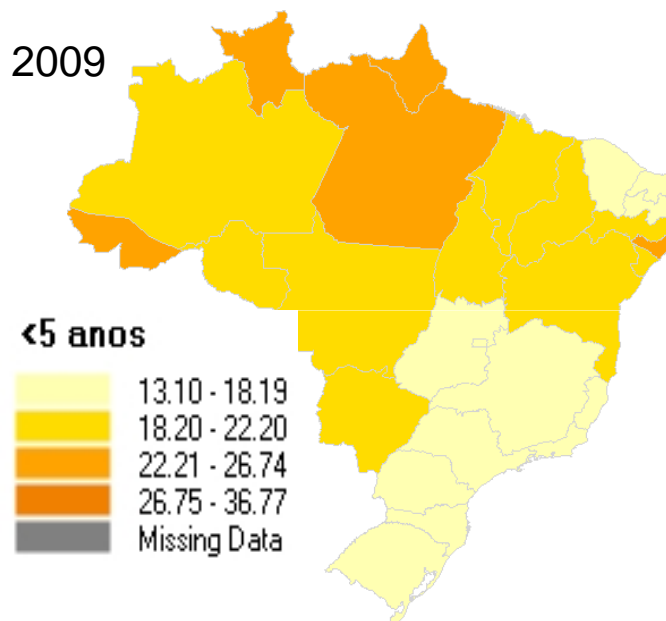 2009
<5 anos
13.10 - 18.19
18.20 - 22.20
22.21 - 26.74
26.75 - 36.77
Missing Data